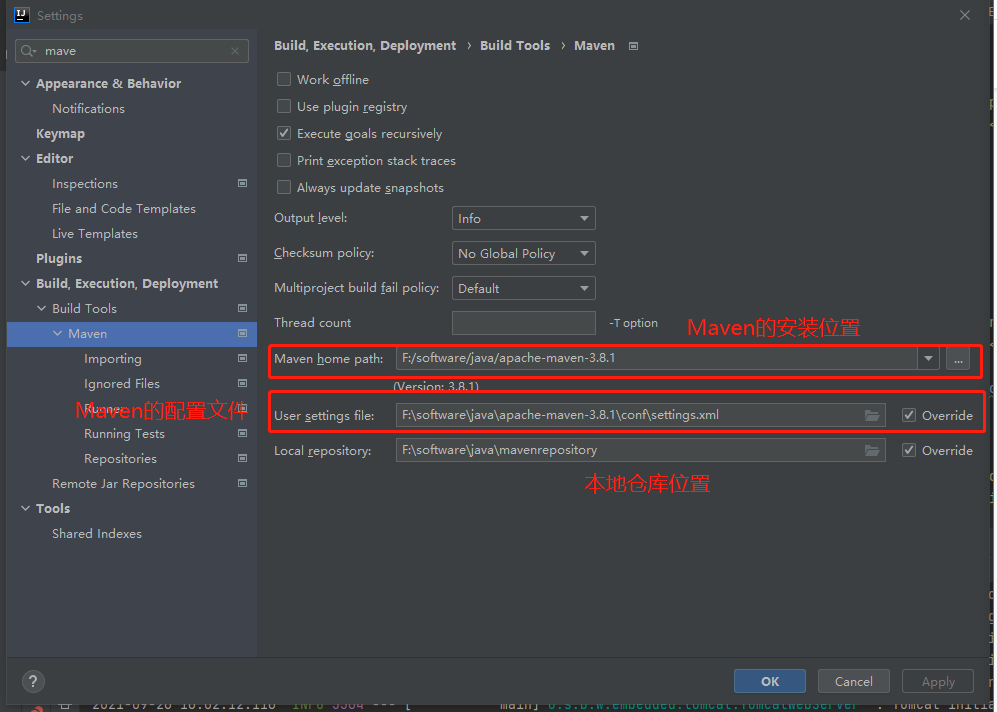 Settings
mave
Appearance & Behavior
Notifications
Keymap
Editor
Inspections
File and Code Templates
Live Templates
Plugins
Build, Execution, Deployment
Build Tools
Maven
Importing
Ignored Files
Runner
Maven的配置文件
Running Tests
Repositories
Remote Jar Repositories
Tools
Shared Indexes
Build, Execution, Deployment › Build Tools › Maven
Work offline
Use plugin registry
Execute goals recursively
Print exception stack traces
Always update snapshots
Output level: Info
Checksum policy: No Global Policy
Multiproject build fail policy: Default
Thread count -T option
Maven的安装位置
Maven home path: F:/software/java/apache-maven-3.8.1 ...
(Version: 3.8.1)
User settings file: F:\software\java\apache-maven-3.8.1\conf\settings.xml Override
Local repository: F:\software\java\mavenrepository Override
本地仓库位置
? OK Cancel Apply